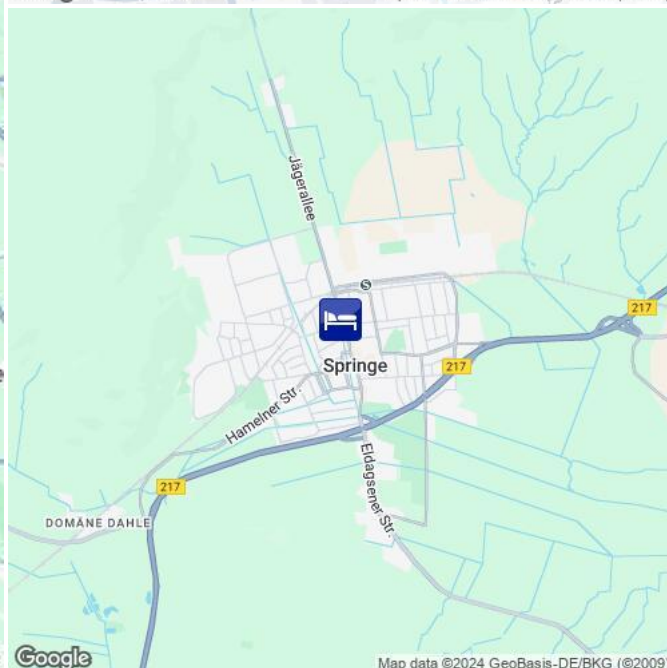 Jägerallee
S
217
Springe
217
Hamelner Str.
Eldagsener Str.
217
DOMÄNE DAHLE
Google
Map data ©2024 GeoBasis-DE/BKG (©2009)